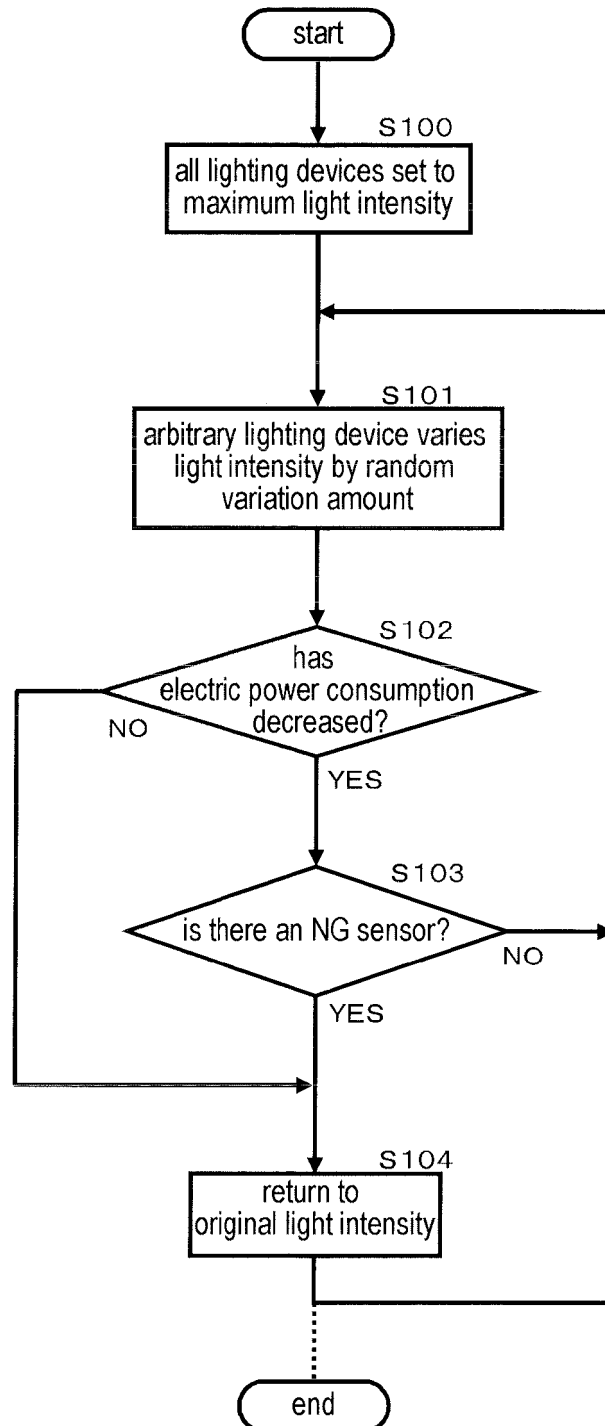 start
S100
all lighting devices set to
maximum light intensity
S101
arbitrary lighting device varies
light intensity by random
variation amount
S102
has
electric power consumption
decreased?
NO
YES
S103
is there an NG sensor?
NO
YES
S104
return to
original light intensity
end